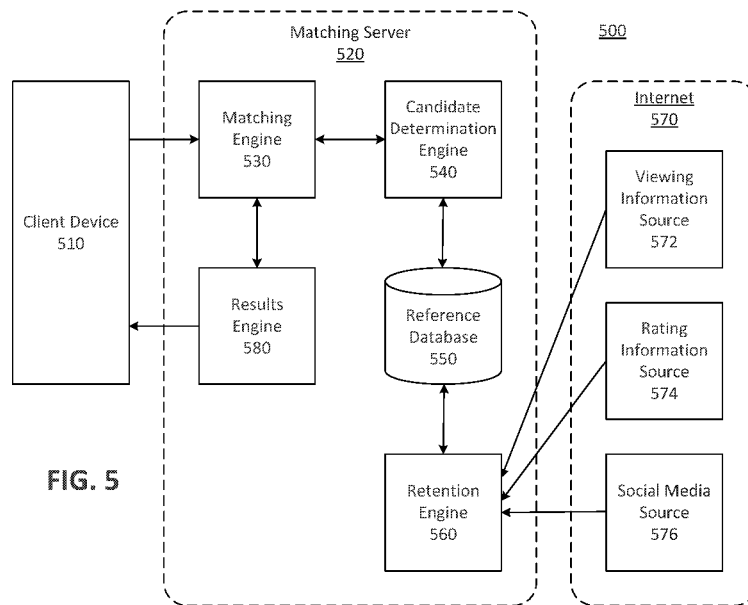 Matching Server
520
500
Client Device
510
Matching
Engine
530
Candidate
Determination
Engine
540
Results
Engine
580
Reference
Database
550
Retention
Engine
560
Internet
570
Viewing
Information
Source
572
Rating
Information
Source
574
Social Media
Source
576
FIG. 5